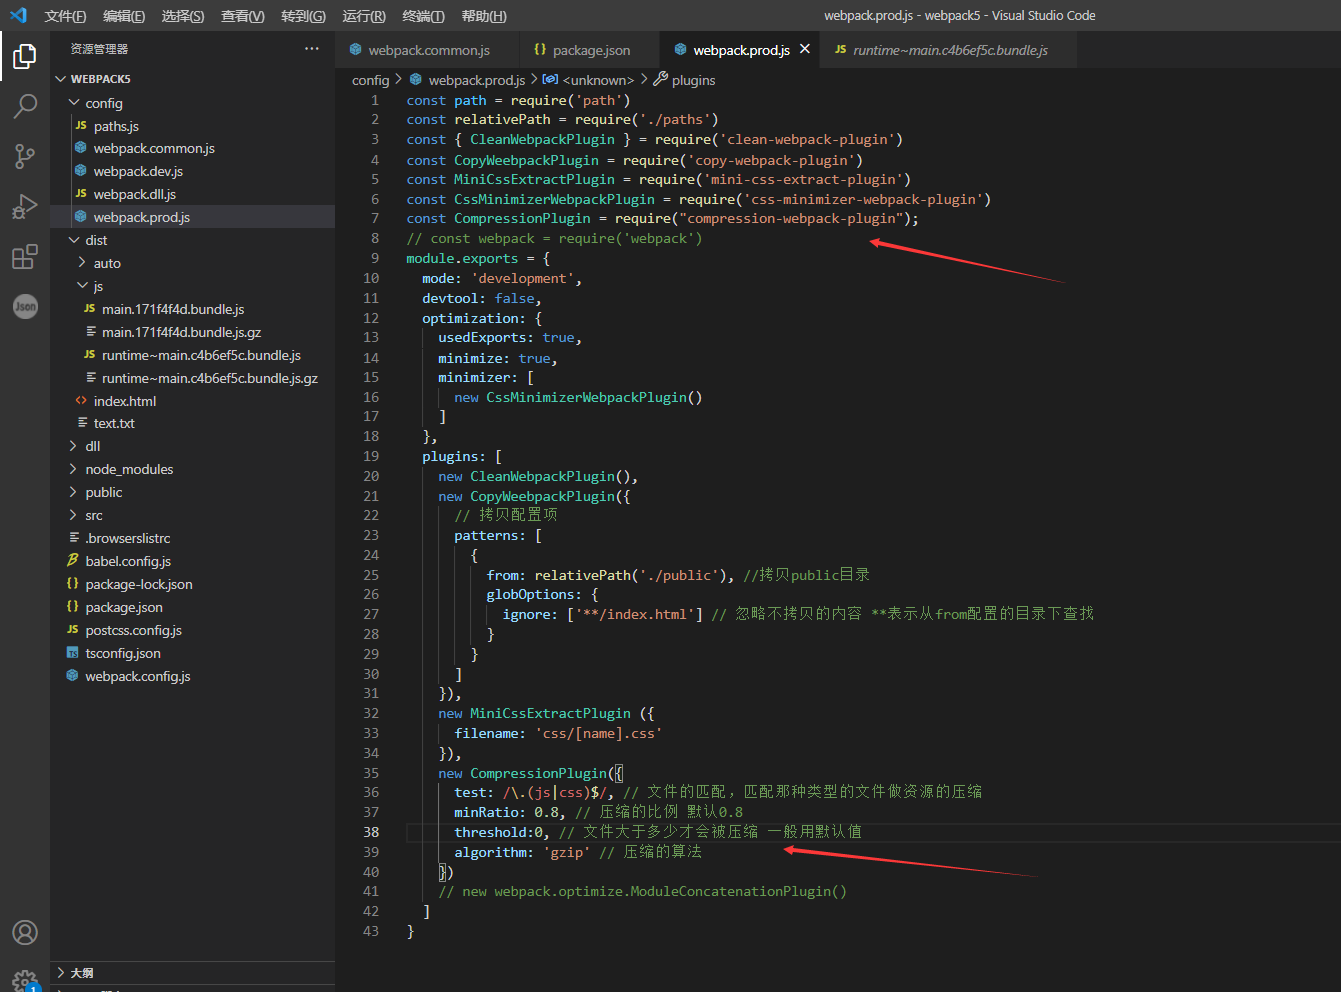 文件(F) 编辑(E) 选择(S) 查看(V) 转到(G) 运行(R) 终端(T) 帮助(H) webpack.prod.js - webpack5 - Visual Studio Code
资源管理器 ···
WEBPACK5
config
JS paths.js
webpack.common.js
webpack.dev.js
JS webpack.dll.js
webpack.prod.js
dist
auto
js
JS main.171f4f4d.bundle.js
main.171f4f4d.bundle.js.gz
JS runtime~main.c4b6ef5c.bundle.js
runtime~main.c4b6ef5c.bundle.js.gz
<> index.html
text.txt
dll
node_modules
public
src
.browserslistrc
babel.config.js
{} package-lock.json
{} package.json
JS postcss.config.js
TS tsconfig.json
webpack.config.js
大纲
Json
1
webpack.common.js {} package.json webpack.prod.js × JS runtime~main.c4b6ef5c.bundle.js
config > webpack.prod.js > <unknown> > plugins
1 const path = require('path')
2 const relativePath = require('./paths')
3 const { CleanWebpackPlugin } = require('clean-webpack-plugin')
4 const CopyWeebpackPlugin = require('copy-webpack-plugin')
5 const MiniCssExtractPlugin = require('mini-css-extract-plugin')
6 const CssMinimizerWebpackPlugin = require('css-minimizer-webpack-plugin')
7 const CompressionPlugin = require("compression-webpack-plugin");
8 // const webpack = require('webpack')
9 module.exports = {
10 mode: 'development',
11 devtool: false,
12 optimization: {
13 usedExports: true,
14 minimize: true,
15 minimizer: [
16 new CssMinimizerWebpackPlugin()
17 ]
18 },
19 plugins: [
20 new CleanWebpackPlugin(),
21 new CopyWeebpackPlugin({
22 // 拷贝配置项
23 patterns: [
24 {
25 from: relativePath('./public'), //拷贝public目录
26 globOptions: {
27 ignore: ['**/index.html'] // 忽略不拷贝的内容 **表示从from配置的目录下查找
28 }
29 }
30 ]
31 }),
32 new MiniCssExtractPlugin ({
33 filename: 'css/[name].css'
34 }),
35 new CompressionPlugin({
36 test: /\.(js|css)$/, // 文件的匹配，匹配那种类型的文件做资源的压缩
37 minRatio: 0.8, // 压缩的比例 默认0.8
38 threshold:0, // 文件大于多少才会被压缩 一般用默认值
39 algorithm: 'gzip' // 压缩的算法
40 })
41 // new webpack.optimize.ModuleConcatenationPlugin()
42 ]
43 }